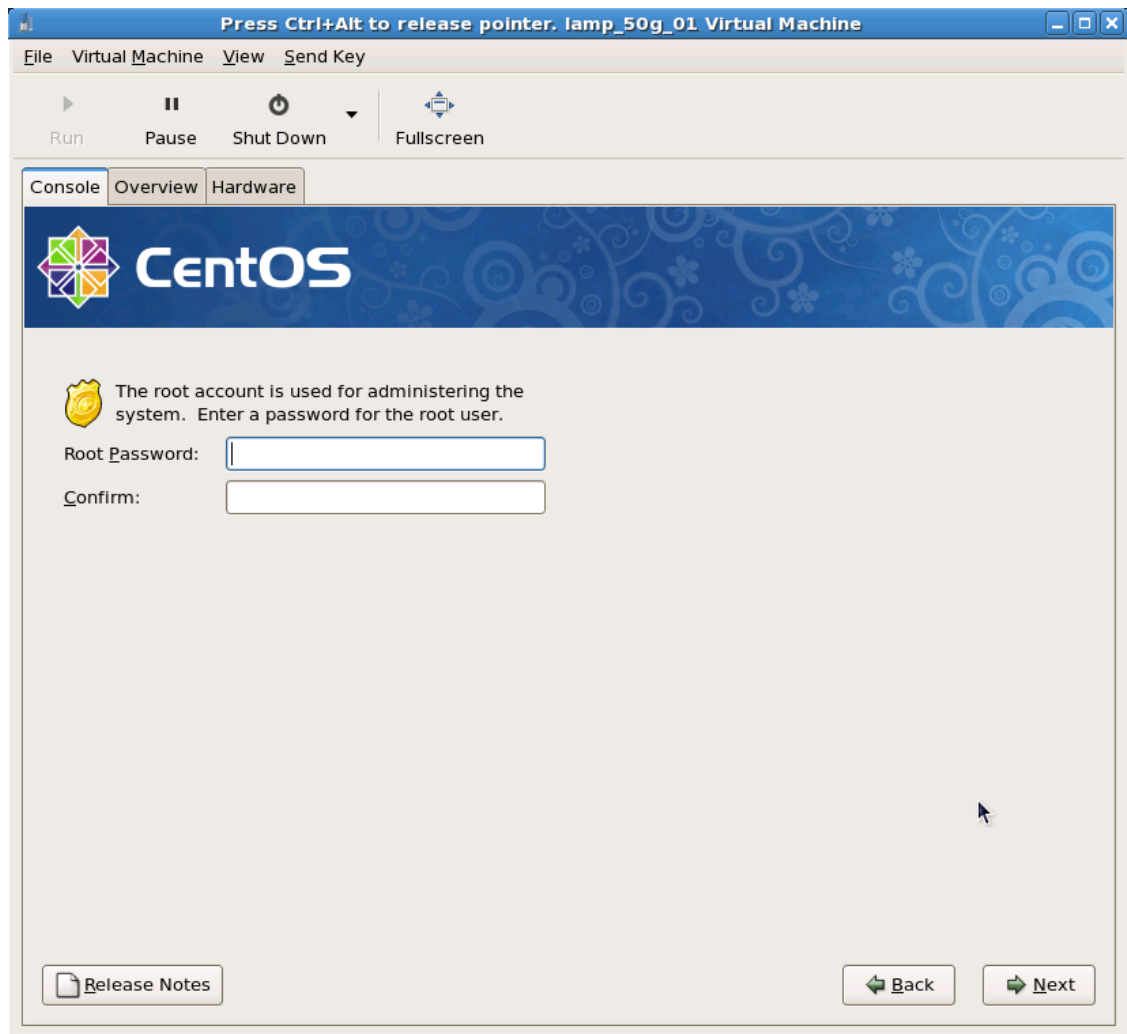 Press Ctrl+Alt to release pointer. lamp_50g_01 Virtual Machine
File Virtual Machine View Send Key
Run Pause Shut Down Fullscreen
Console Overview Hardware
CentOS
The root account is used for administering the
system. Enter a password for the root user.
Root Password:
Confirm:
Release Notes Back Next